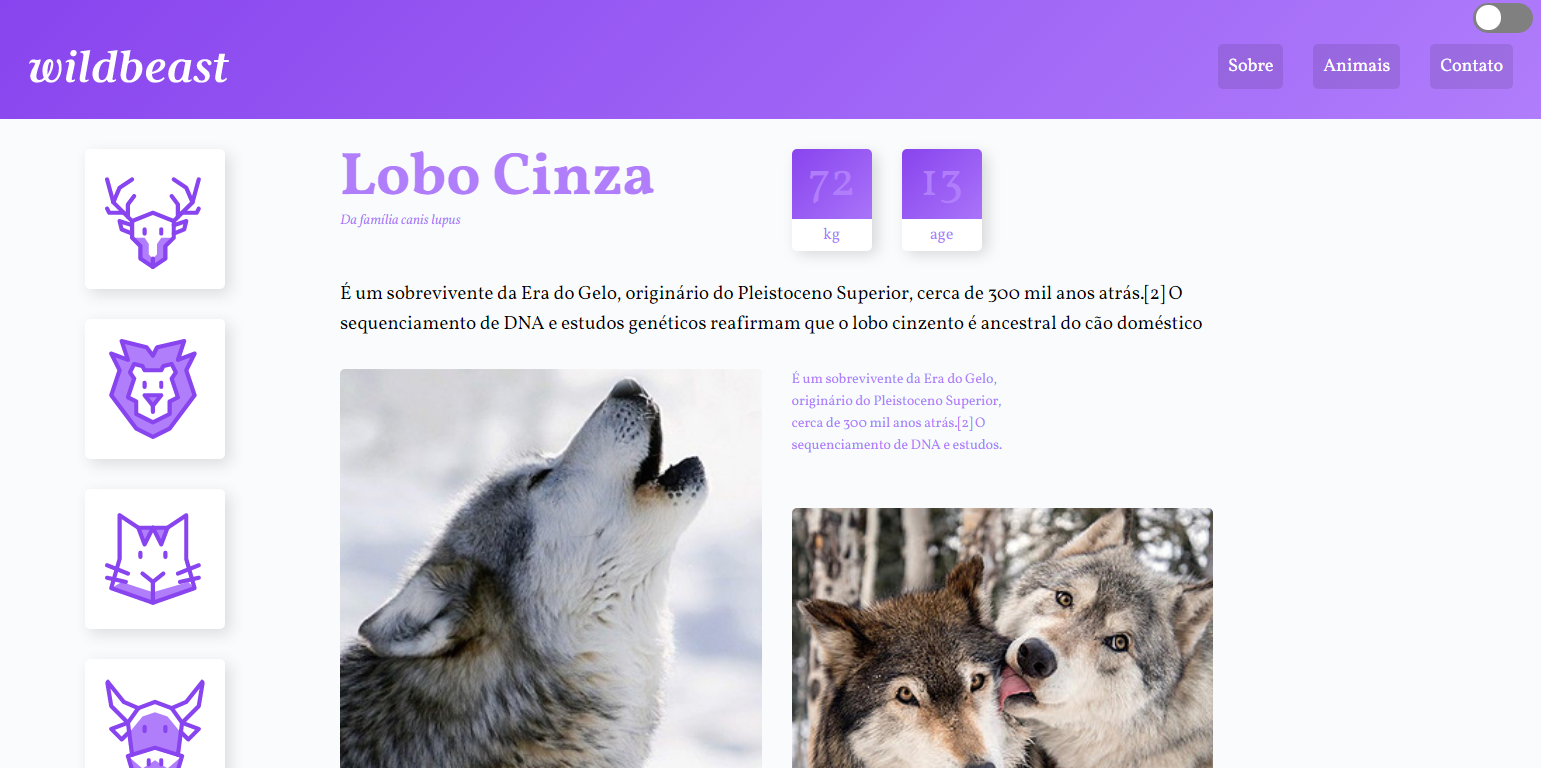 wildbeast
Sobre
Animais
Contato
Lobo Cinza
Da família canis lupus
72
kg
13
age
É um sobrevivente da Era do Gelo, originário do Pleistoceno Superior, cerca de 300 mil anos atrás.[2]O
sequenciamento de DNA e estudos genéticos reafirmam que o lobo cinzento é ancestral do cão doméstico
É um sobrevivente da Era do Gelo,
originário do Pleistoceno Superior,
cerca de 300 mil anos atrás.[2]O
sequenciamento de DNA e estudos.